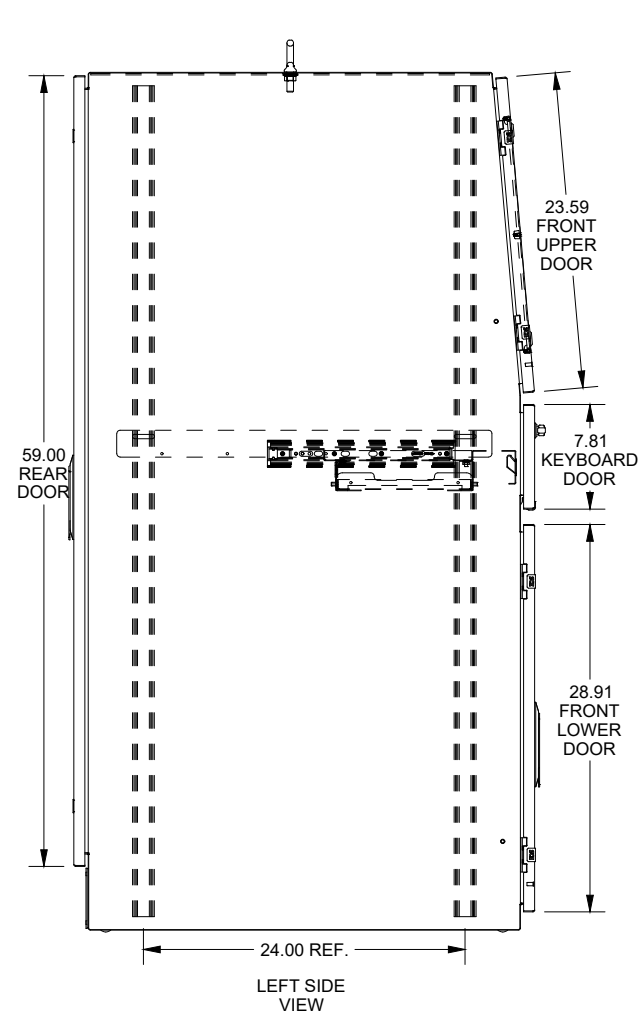 23.59
FRONT
UPPER
DOOR
7.81
KEYBOARD
DOOR
59.00
REAR
DOOR
28.91
FRONT
LOWER
DOOR
24.00 REF.
LEFT SIDE
VIEW